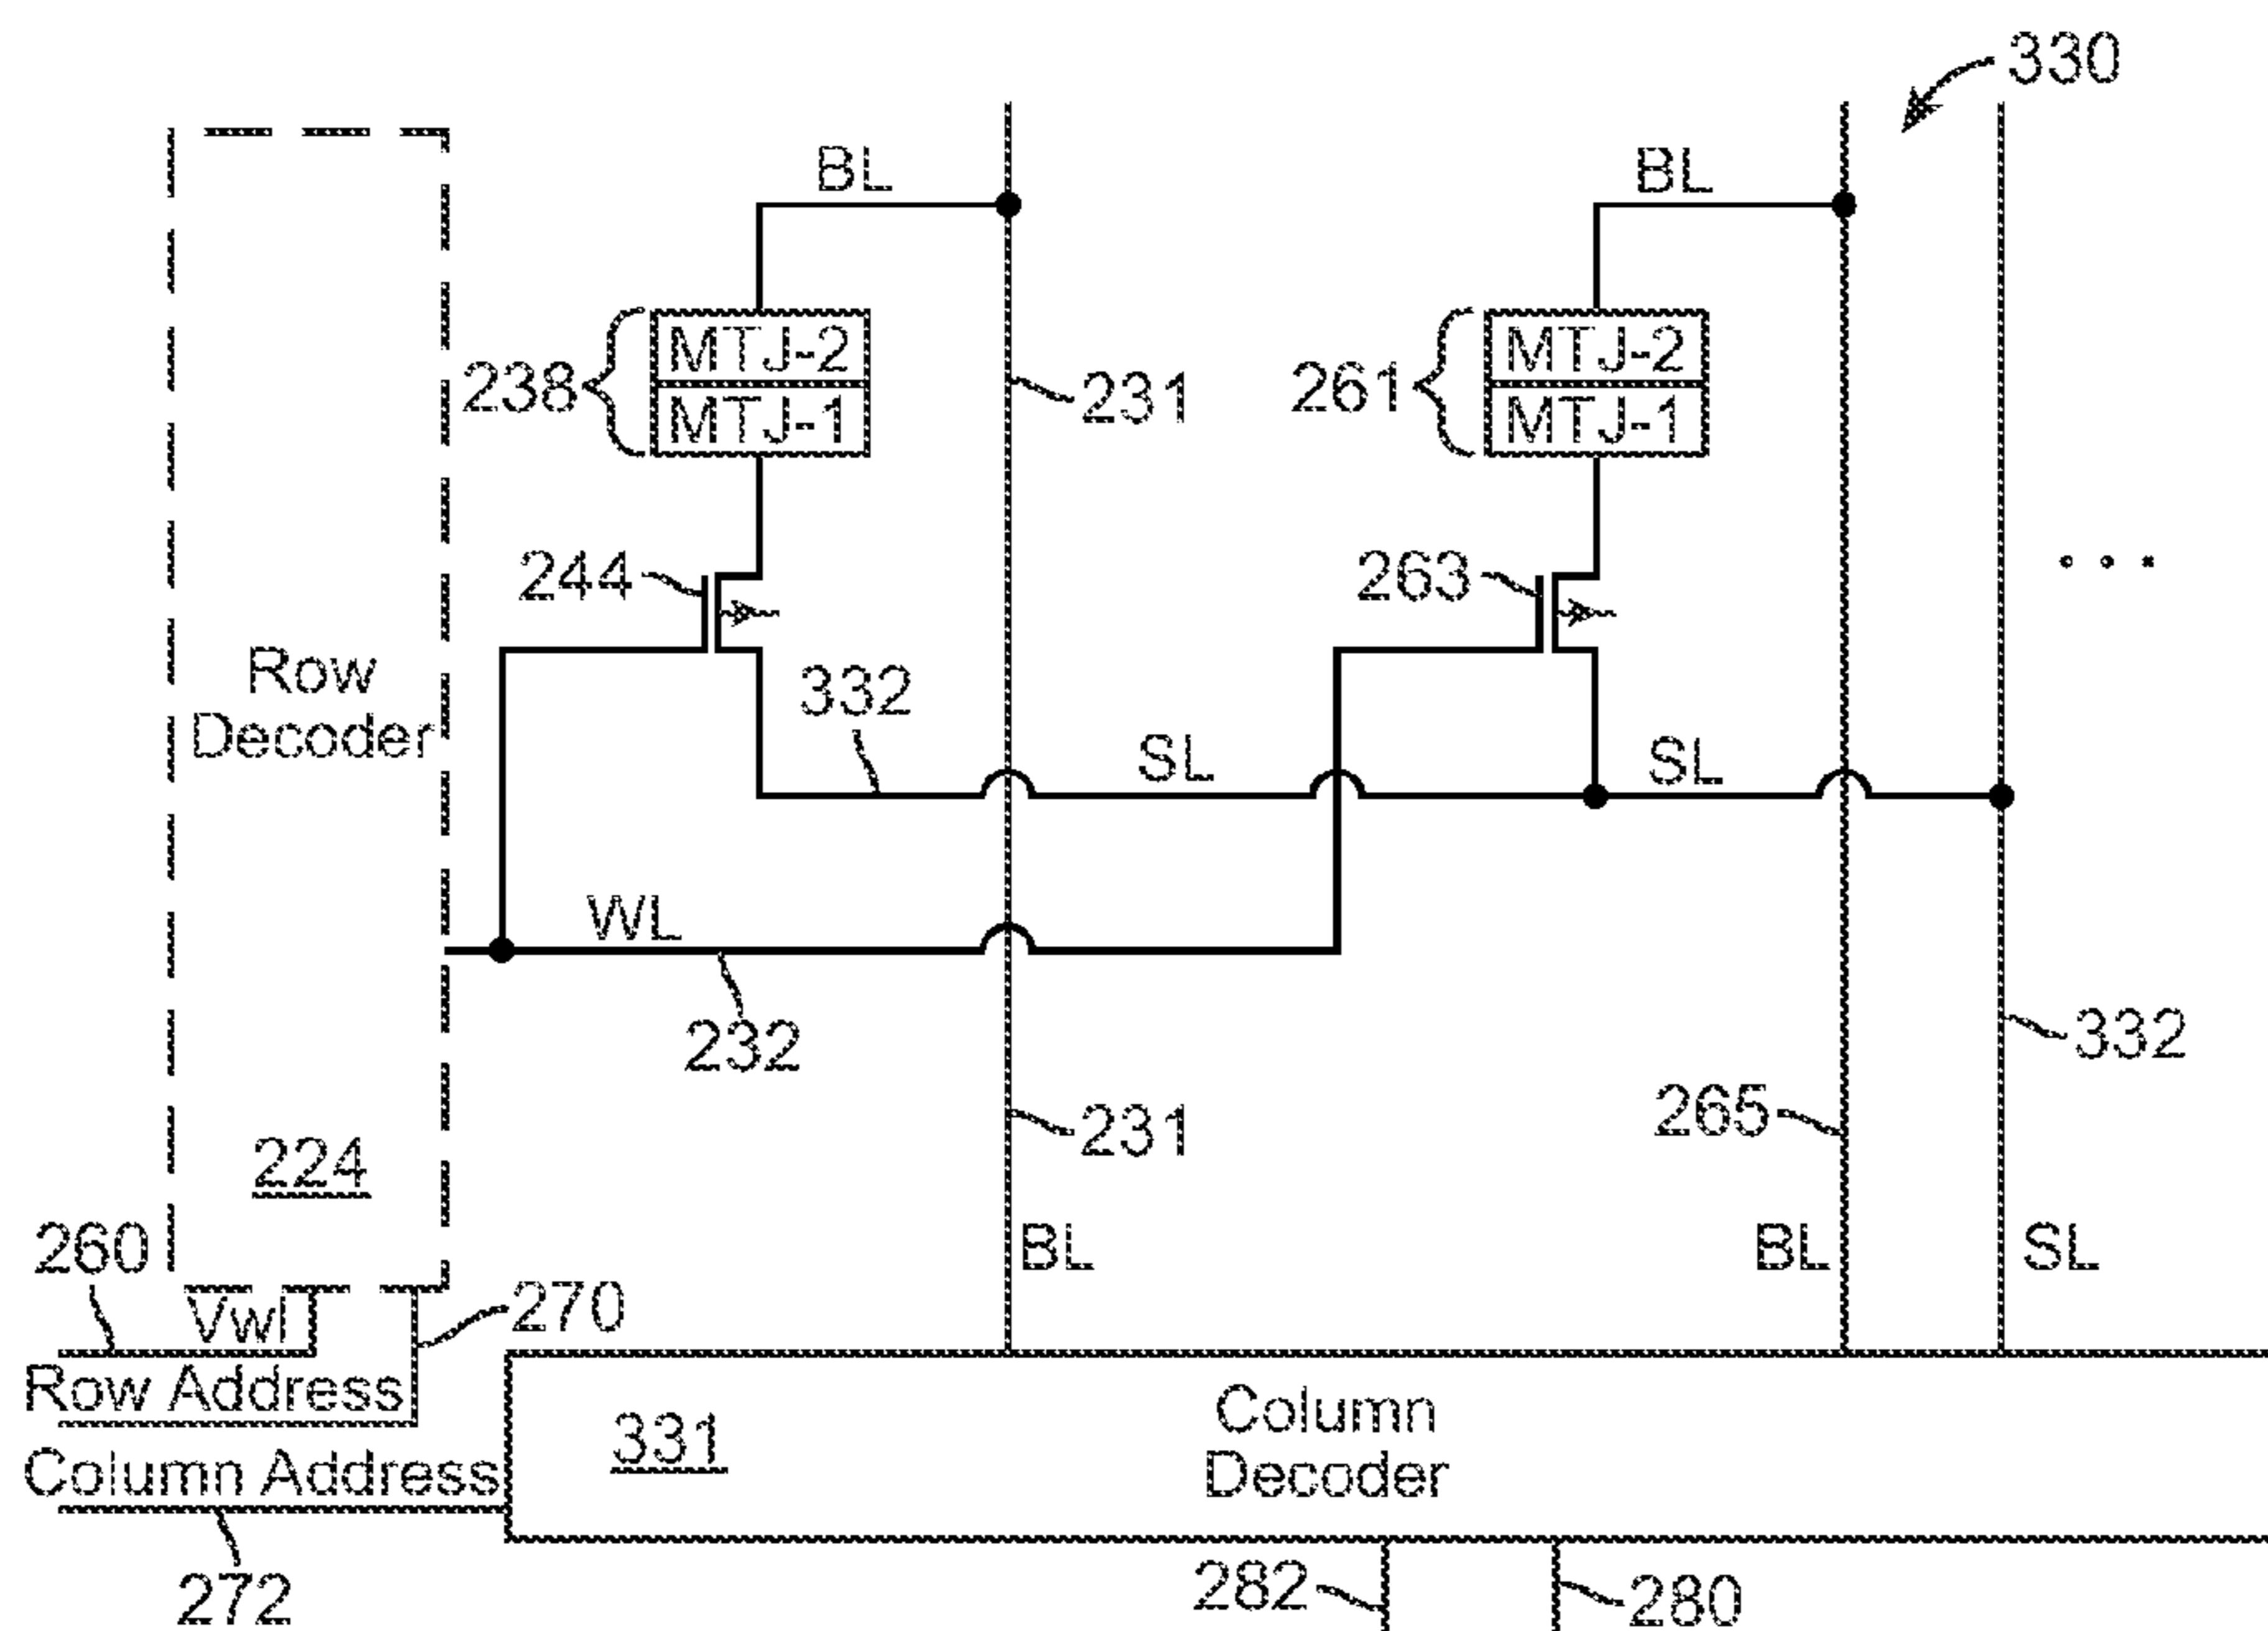 330
BL
BL
238
MTJ-2
MTJ-1
231
261
MTJ-2
MTJ-1
244
263
. . .
Row
Decoder
332
SL
SL
WL
232
332
231
265
224
260
BL
BL
SL
Vwl
270
Row Address
Column Address
331
Column
Decoder
272
282
280